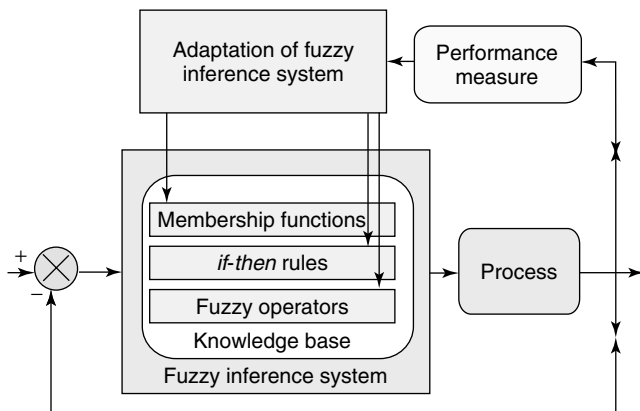 Adaptation of fuzzy
inference system
Performance
measure
Membership functions
if-then rules
Fuzzy operators
Knowledge base
Fuzzy inference system
Process
+
−